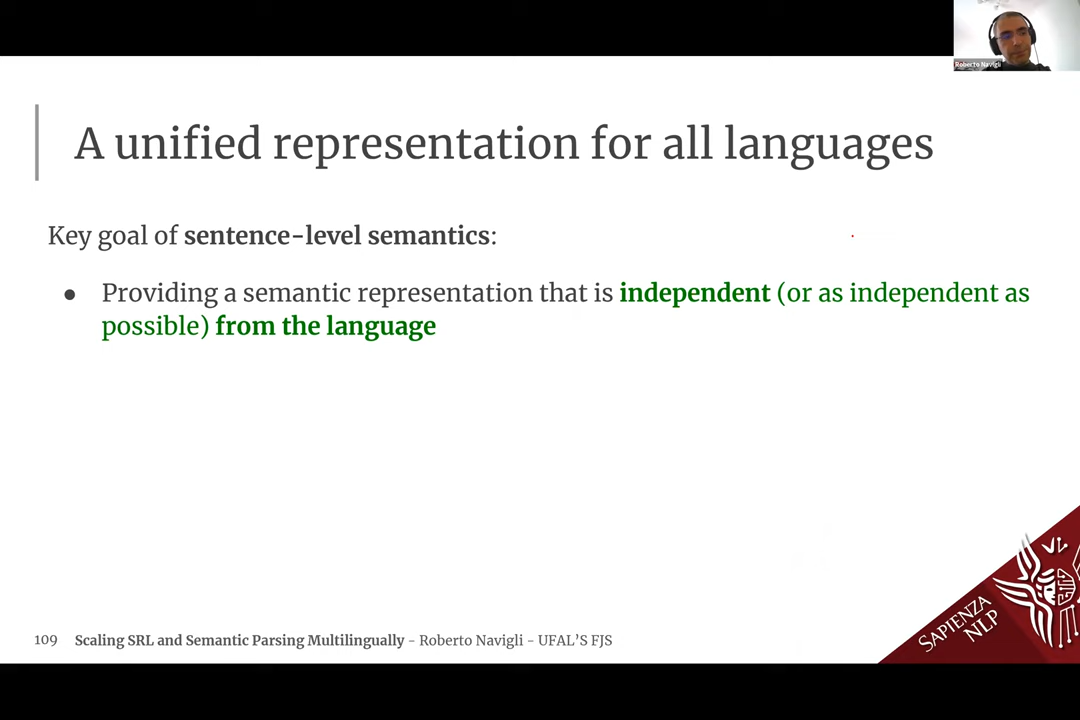 Roberto Navigli
A unified representation for all languages
Key goal of sentence-level semantics:
● Providing a semantic representation that is independent (or as independent as
possible) from the language
SAPIENZA
NLP
109 Scaling SRL and Semantic Parsing Multilingually - Roberto Navigli - UFAL'S FJS